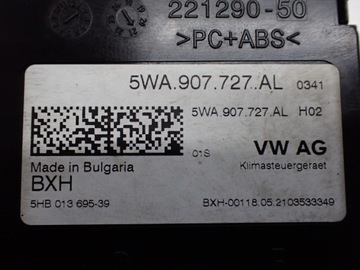 221290-50
>PC+ABS<
5WA.907.727.AL 0341
5WA.907.727.AL H02
01S VW AG
Made in Bulgaria Klimasteuergeraet
BXH
5HB 013 695-39 BXH-00118.05.2103533349